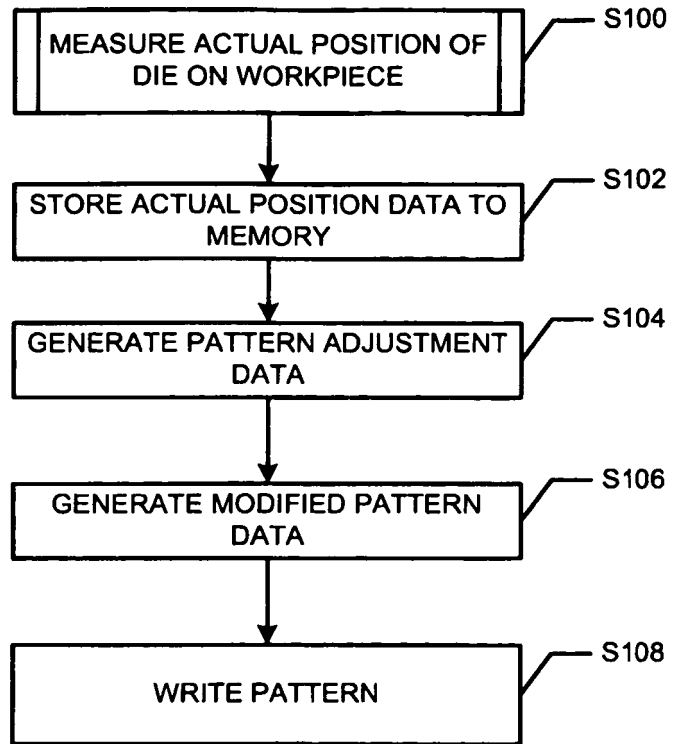 S100
MEASURE ACTUAL POSITION OF
DIE ON WORKPIECE
S102
STORE ACTUAL POSITION DATA TO
MEMORY
S104
GENERATE PATTERN ADJUSTMENT
DATA
S106
GENERATE MODIFIED PATTERN
DATA
S108
WRITE PATTERN